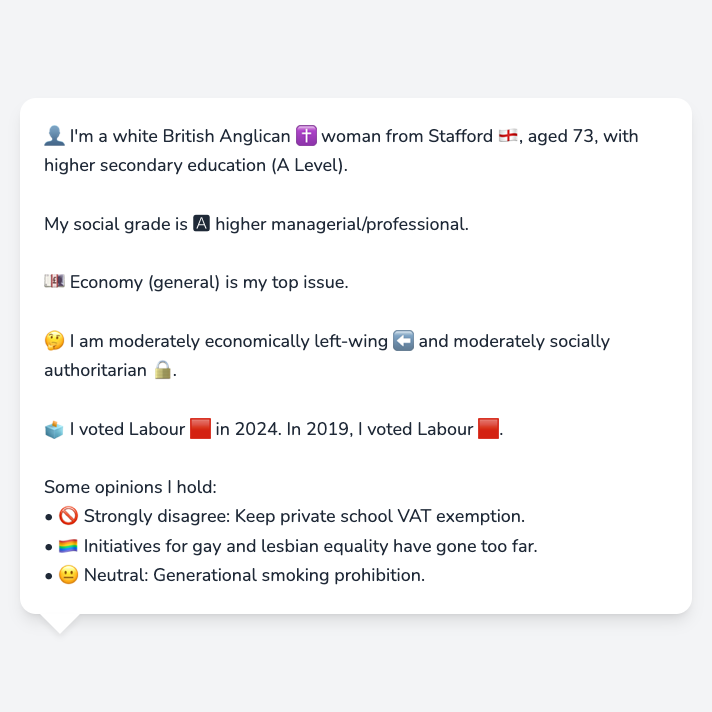 👤 I'm a white British Anglican ✝️ woman from Stafford 🏴󠁧󠁢󠁥󠁮󠁧󠁿, aged 73, with
higher secondary education (A Level).
My social grade is 🅰 higher managerial/professional.
💷 Economy (general) is my top issue.
🤔 I am moderately economically left-wing ⬅️ and moderately socially
authoritarian 🔒.
🗳️ I voted Labour 🟥 in 2024. In 2019, I voted Labour 🟥.
Some opinions I hold:
• 🚫 Strongly disagree: Keep private school VAT exemption.
• 🏳️‍🌈 Initiatives for gay and lesbian equality have gone too far.
• 😐 Neutral: Generational smoking prohibition.